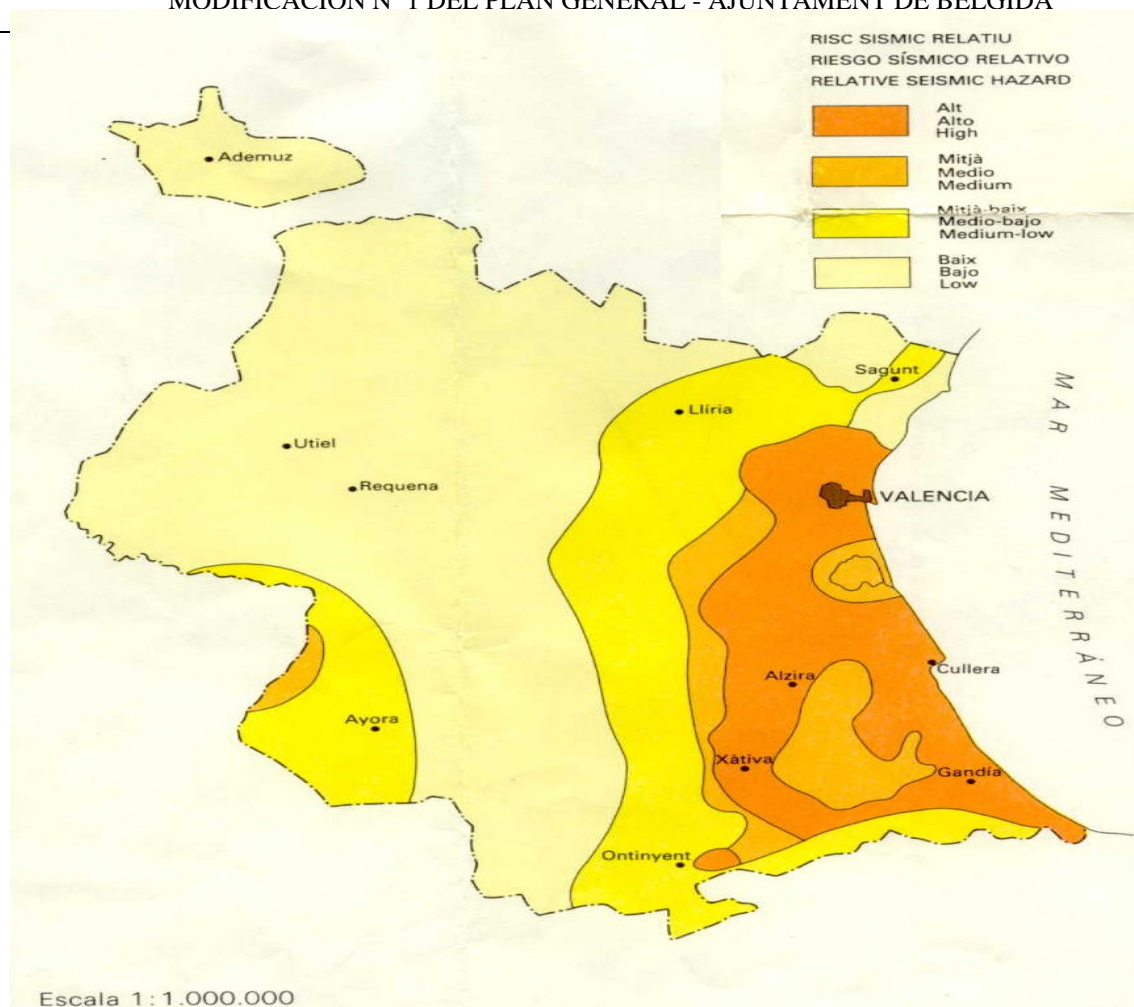 MODIFICACIÓN Nº 1 DEL PLAN GENERAL - AJUNTAMENT DE BÈLGIDA
RISC SISMIC RELATIU
RIESGO SÍSMICO RELATIVO
RELATIVE SEISMIC HAZARD
Alt
Alto
High
Mitjà
Medio
Medium
Mitjà-baix
Medio-bajo
Medium-low
Baix
Bajo
Low
Ademuz
Sagunt
Llíria
Utiel
Requena
VALENCIA
MAR MEDITERRÁNEO
Cullera
Alzira
Ayora
Xàtiva
Gandía
Ontinyent
Escala 1:1.000.000